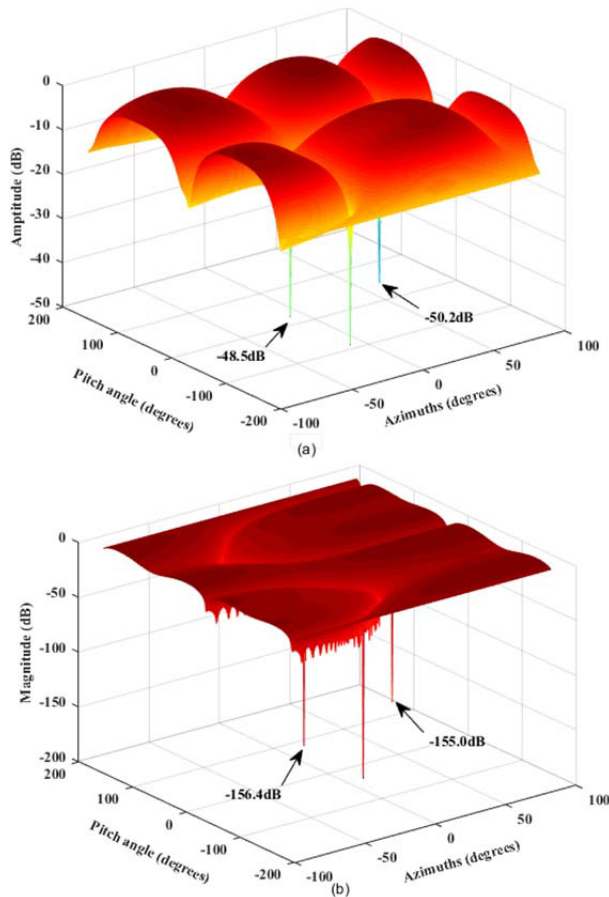 0
-10
-20
-30
-40
-50
Amptitude (dB)
200
100
0
-100
-200
Pitch angle (degrees)
-100
-50
0
50
100
Azimuths (degrees)
-48.5dB
-50.2dB
(a)
0
-50
-100
-150
-200
Magnitude (dB)
200
100
0
-100
-200
Pitch angle (degrees)
-100
-50
0
50
100
Azimuths (degrees)
-156.4dB
-155.0dB
(b)